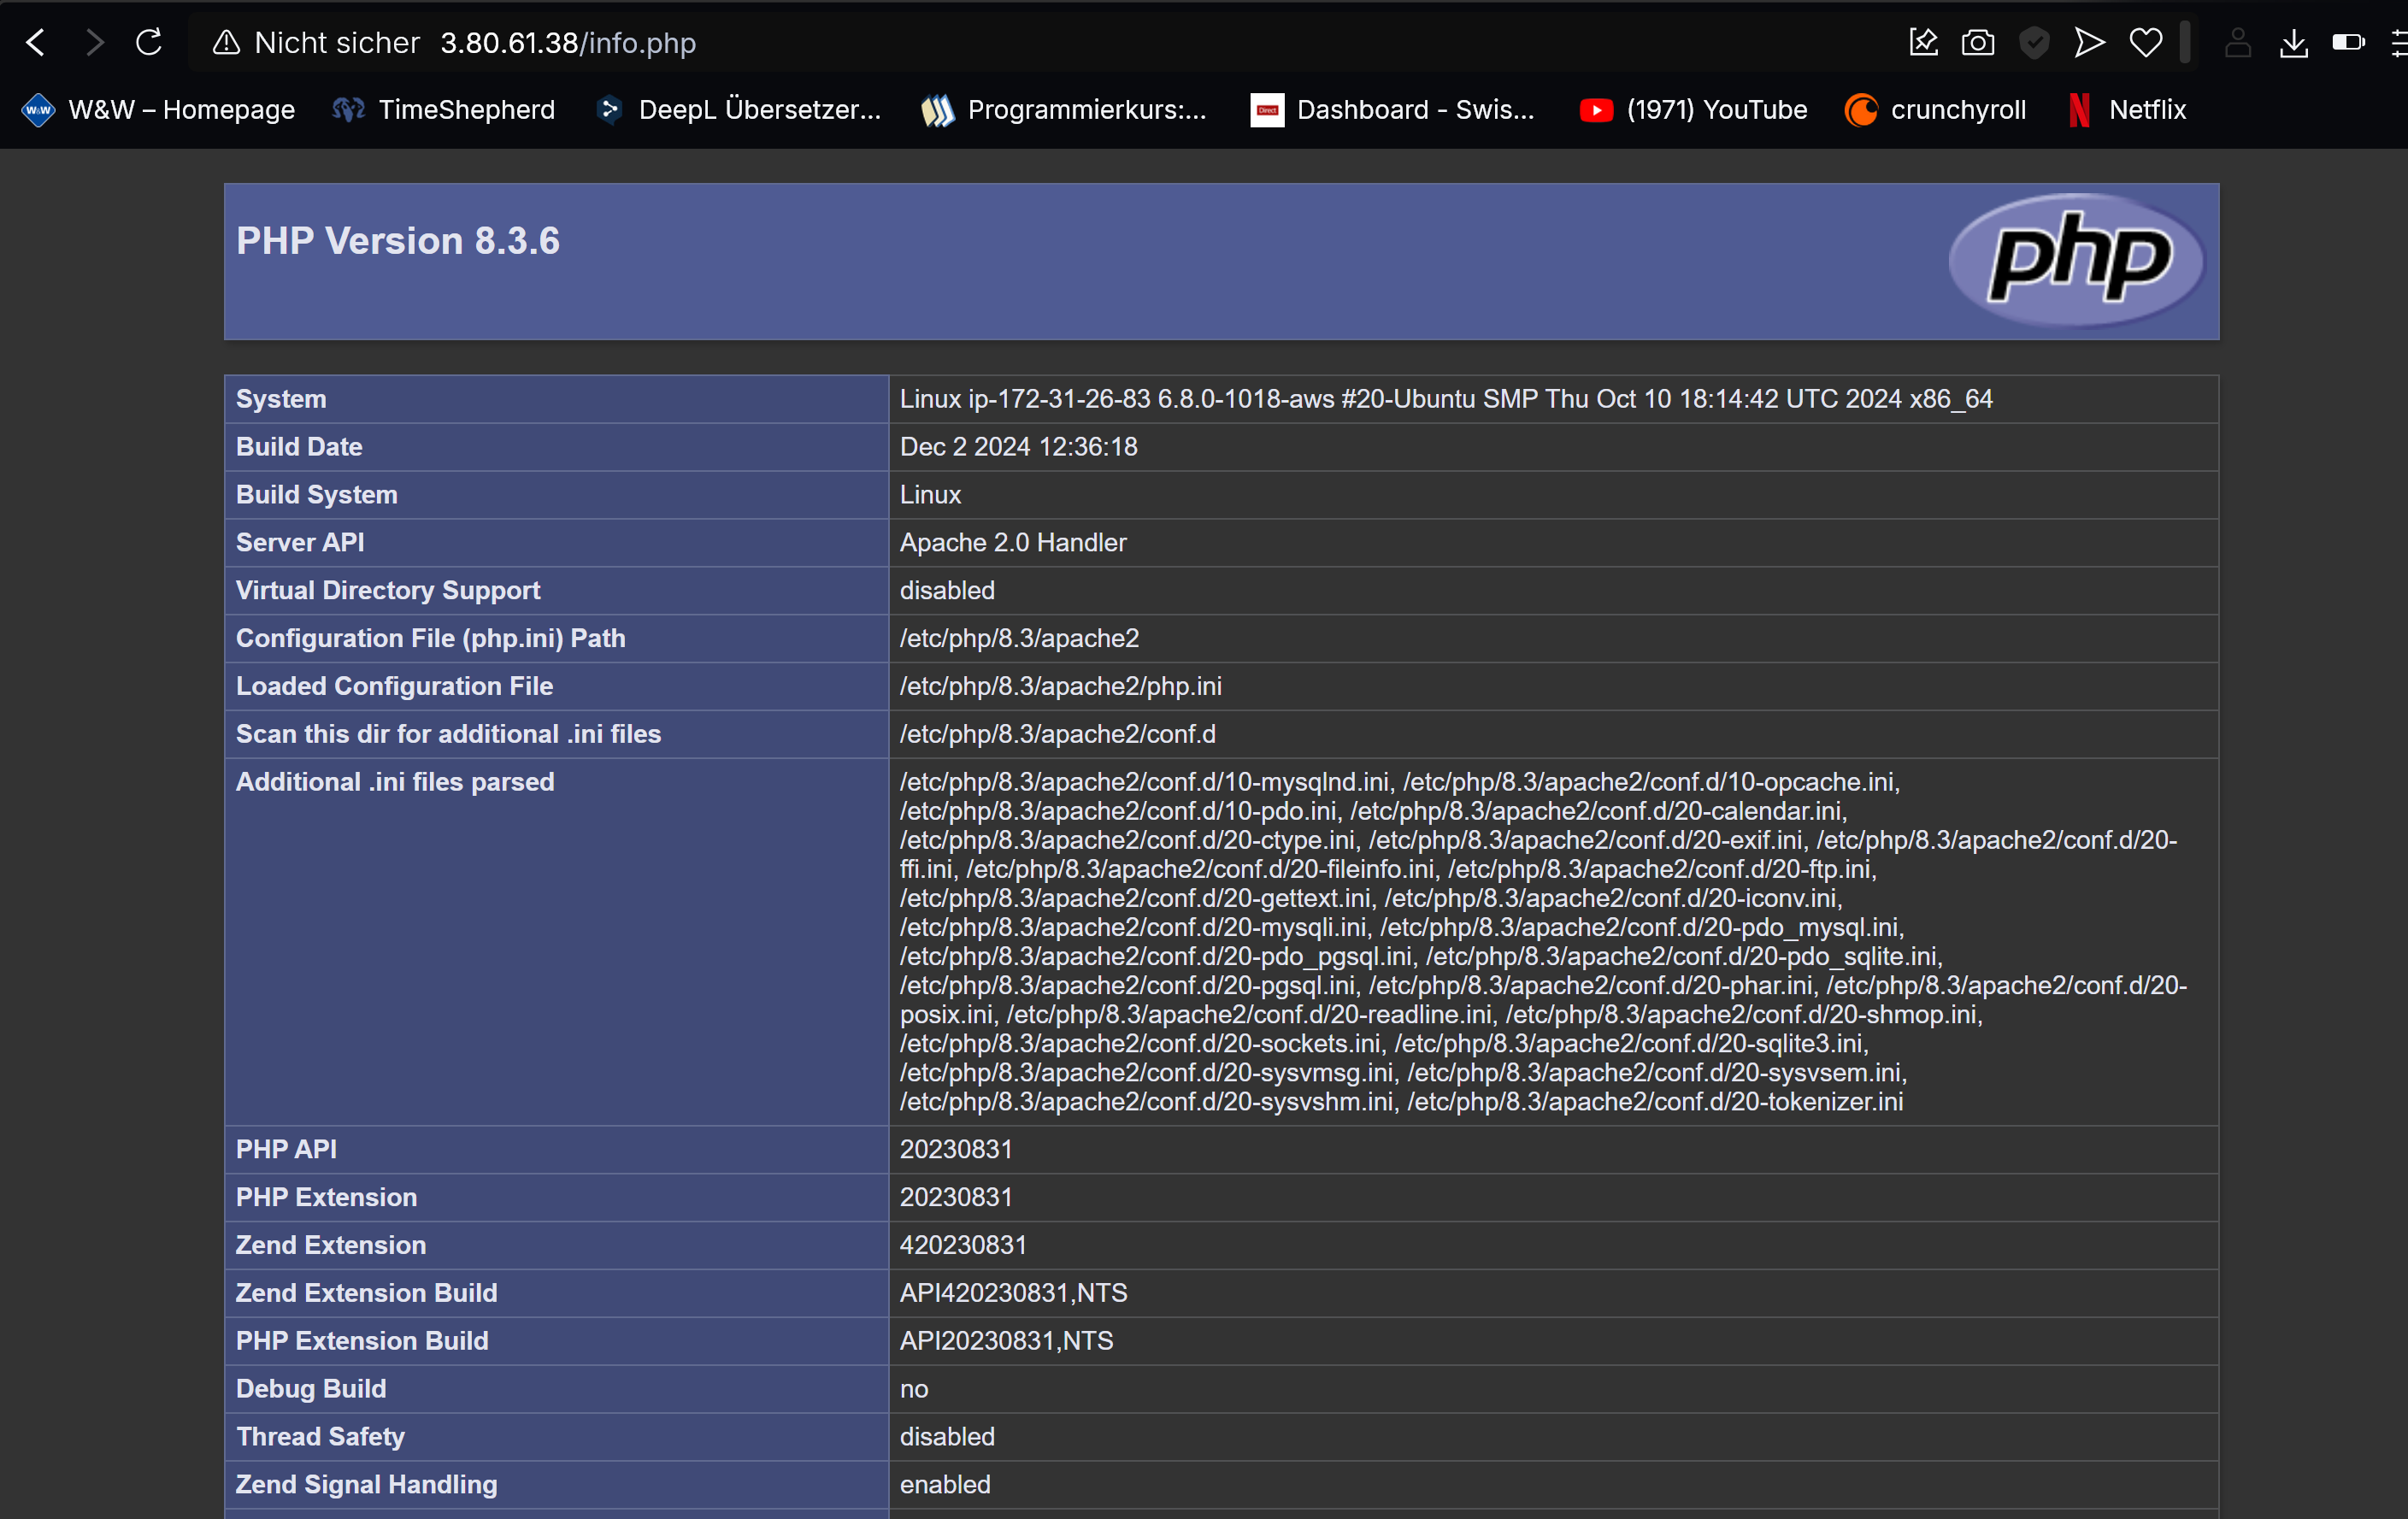 Nicht sicher 3.80.61.38/info.php
W&W – Homepage TimeShepherd DeepL Übersetzer... Programmierkurs:... Direct Dashboard - Swis... (1971) YouTube crunchyroll Netflix
PHP Version 8.3.6 php
System Linux ip-172-31-26-83 6.8.0-1018-aws #20-Ubuntu SMP Thu Oct 10 18:14:42 UTC 2024 x86_64
Build Date Dec 2 2024 12:36:18
Build System Linux
Server API Apache 2.0 Handler
Virtual Directory Support disabled
Configuration File (php.ini) Path /etc/php/8.3/apache2
Loaded Configuration File /etc/php/8.3/apache2/php.ini
Scan this dir for additional .ini files /etc/php/8.3/apache2/conf.d
Additional .ini files parsed /etc/php/8.3/apache2/conf.d/10-mysqlnd.ini, /etc/php/8.3/apache2/conf.d/10-opcache.ini,
/etc/php/8.3/apache2/conf.d/10-pdo.ini, /etc/php/8.3/apache2/conf.d/20-calendar.ini,
/etc/php/8.3/apache2/conf.d/20-ctype.ini, /etc/php/8.3/apache2/conf.d/20-exif.ini, /etc/php/8.3/apache2/conf.d/20-
ffi.ini, /etc/php/8.3/apache2/conf.d/20-fileinfo.ini, /etc/php/8.3/apache2/conf.d/20-ftp.ini,
/etc/php/8.3/apache2/conf.d/20-gettext.ini, /etc/php/8.3/apache2/conf.d/20-iconv.ini,
/etc/php/8.3/apache2/conf.d/20-mysqli.ini, /etc/php/8.3/apache2/conf.d/20-pdo_mysql.ini,
/etc/php/8.3/apache2/conf.d/20-pdo_pgsql.ini, /etc/php/8.3/apache2/conf.d/20-pdo_sqlite.ini,
/etc/php/8.3/apache2/conf.d/20-pgsql.ini, /etc/php/8.3/apache2/conf.d/20-phar.ini, /etc/php/8.3/apache2/conf.d/20-
posix.ini, /etc/php/8.3/apache2/conf.d/20-readline.ini, /etc/php/8.3/apache2/conf.d/20-shmop.ini,
/etc/php/8.3/apache2/conf.d/20-sockets.ini, /etc/php/8.3/apache2/conf.d/20-sqlite3.ini,
/etc/php/8.3/apache2/conf.d/20-sysvmsg.ini, /etc/php/8.3/apache2/conf.d/20-sysvsem.ini,
/etc/php/8.3/apache2/conf.d/20-sysvshm.ini, /etc/php/8.3/apache2/conf.d/20-tokenizer.ini
PHP API 20230831
PHP Extension 20230831
Zend Extension 420230831
Zend Extension Build API420230831,NTS
PHP Extension Build API20230831,NTS
Debug Build no
Thread Safety disabled
Zend Signal Handling enabled